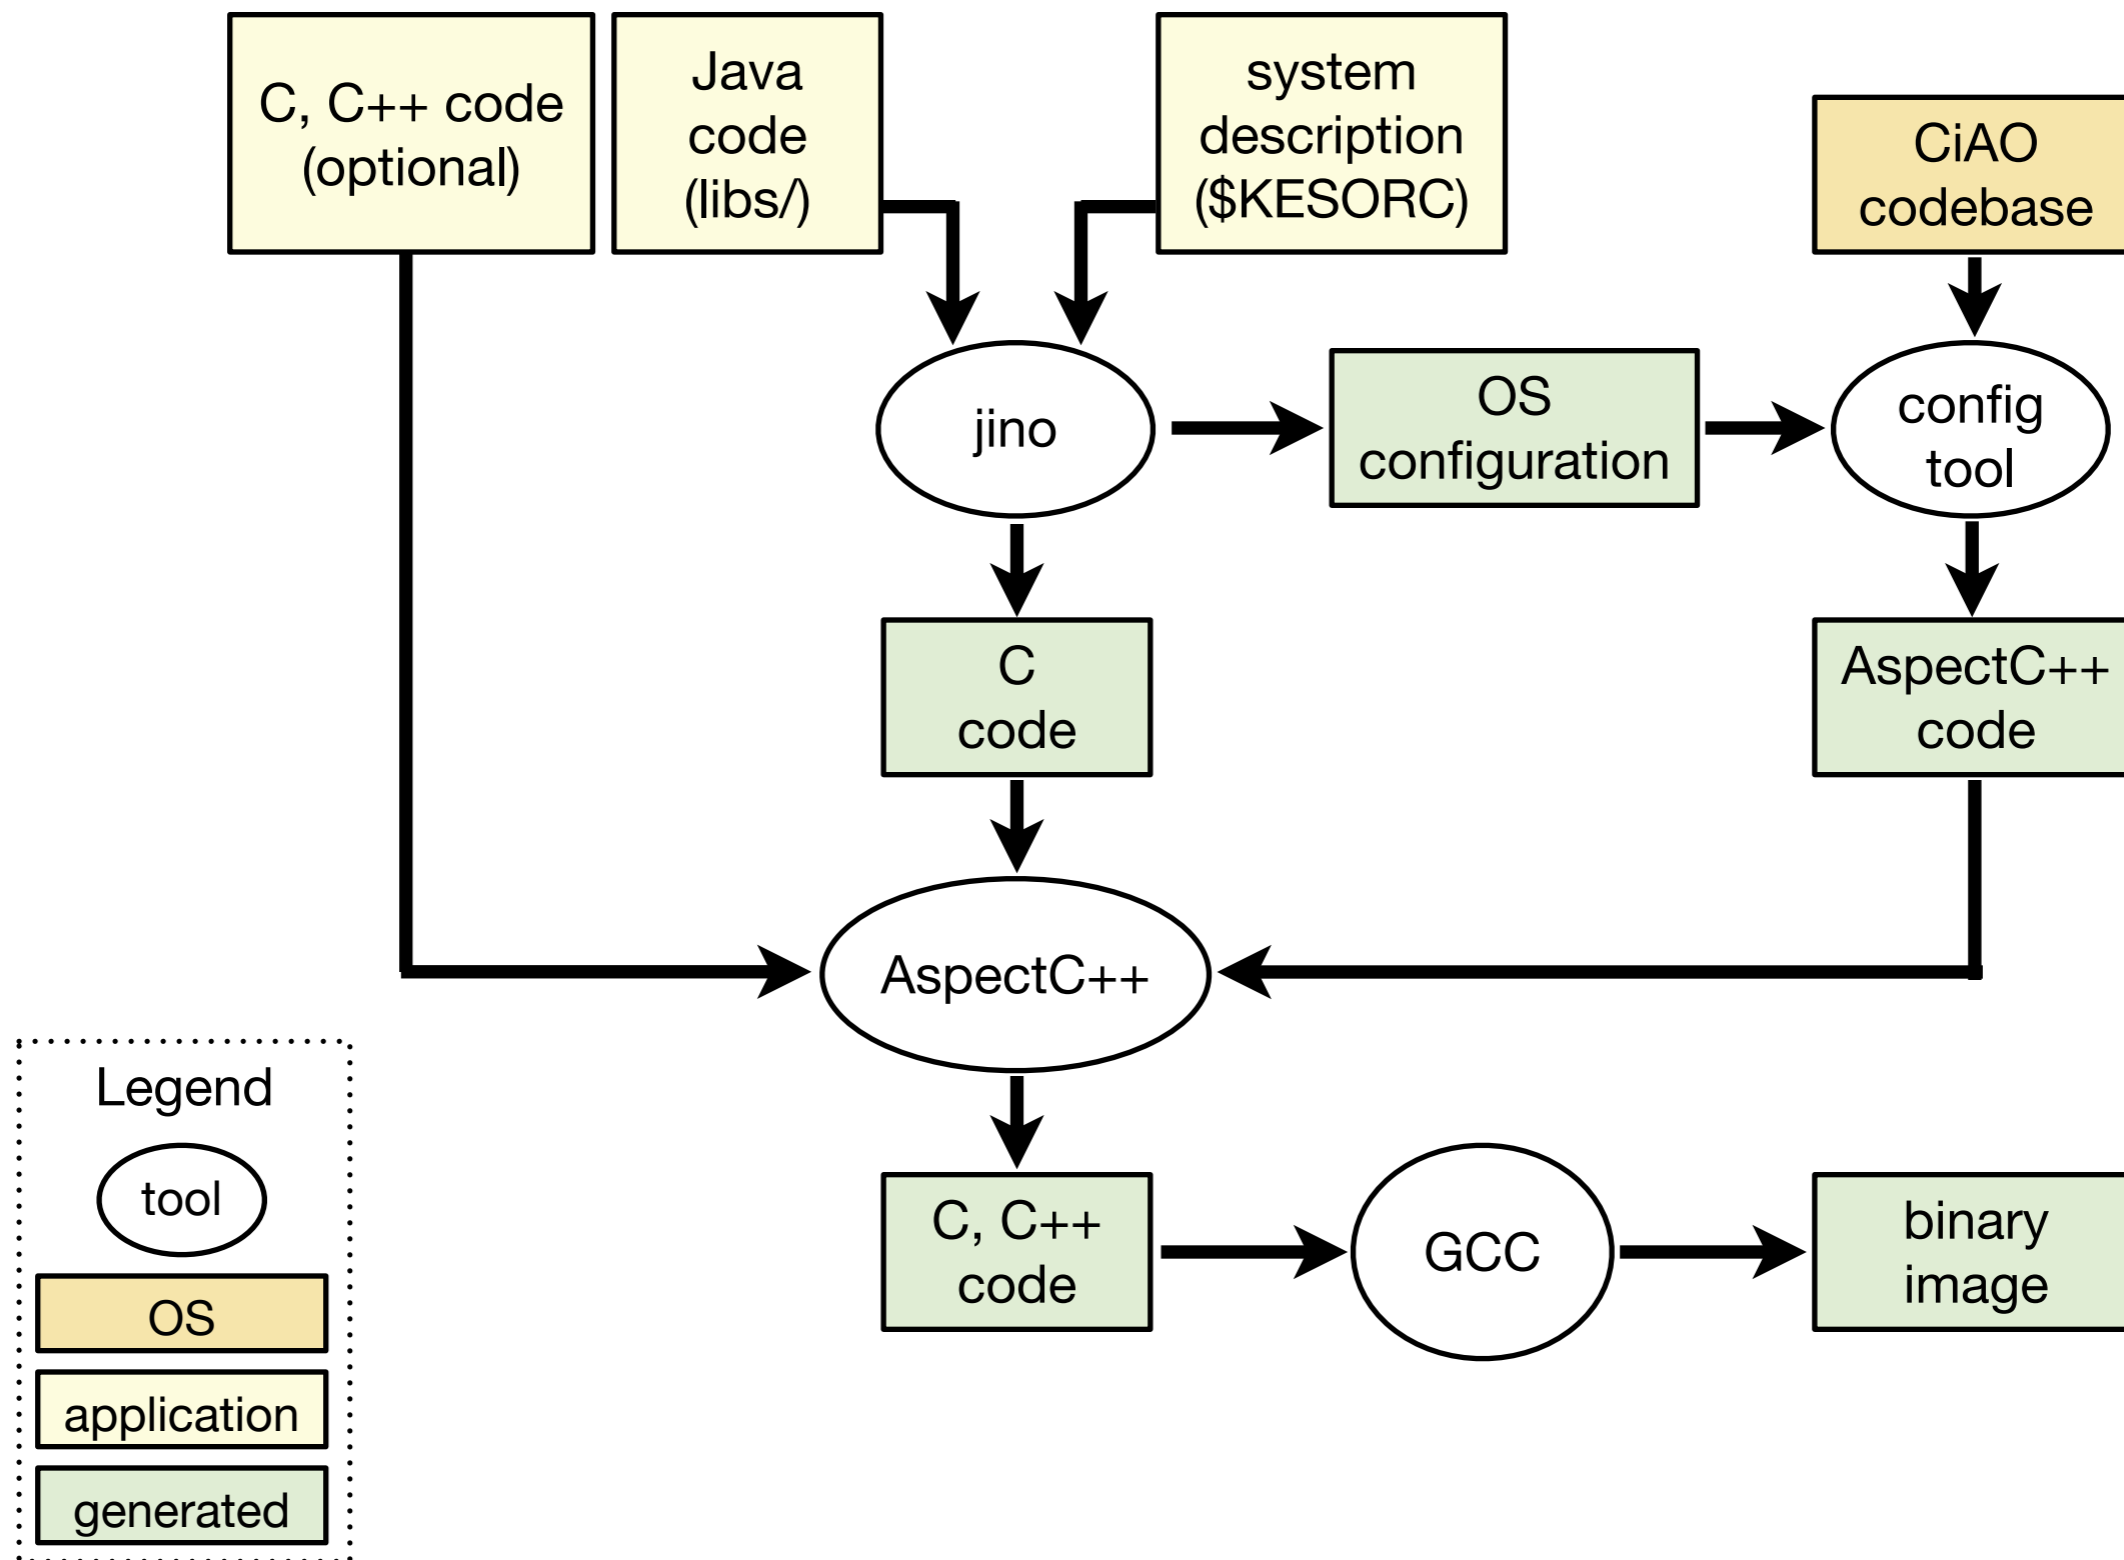 C, C++ code
(optional)
Java
code
(libs/)
system
description
($KESORC)
CiAO
codebase
jino
OS
configuration
config
tool
C
code
AspectC++
code
AspectC++
Legend
tool
OS
application
generated
C, C++
code
GCC
binary
image